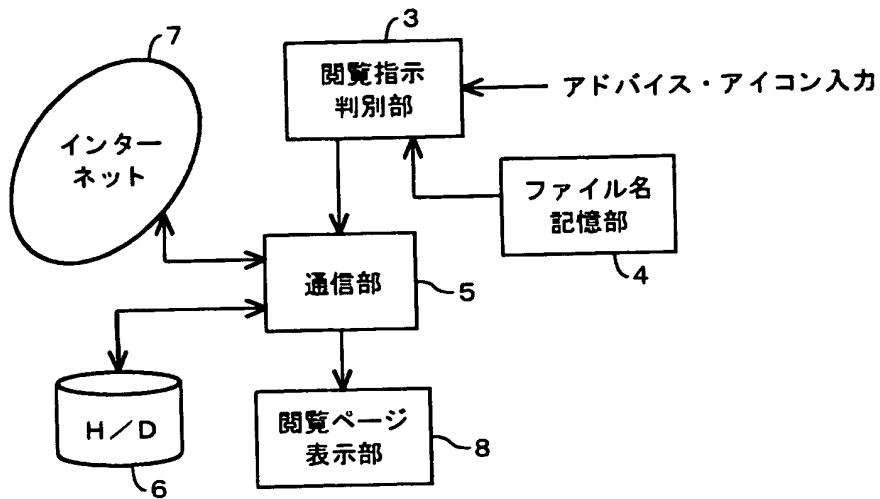 3
7
閲覧指示
判別部
アドバイス・アイコン入力
インター
ネット
ファイル名
記憶部
4
通信部
5
H/D
6
閲覧ページ
表示部
8